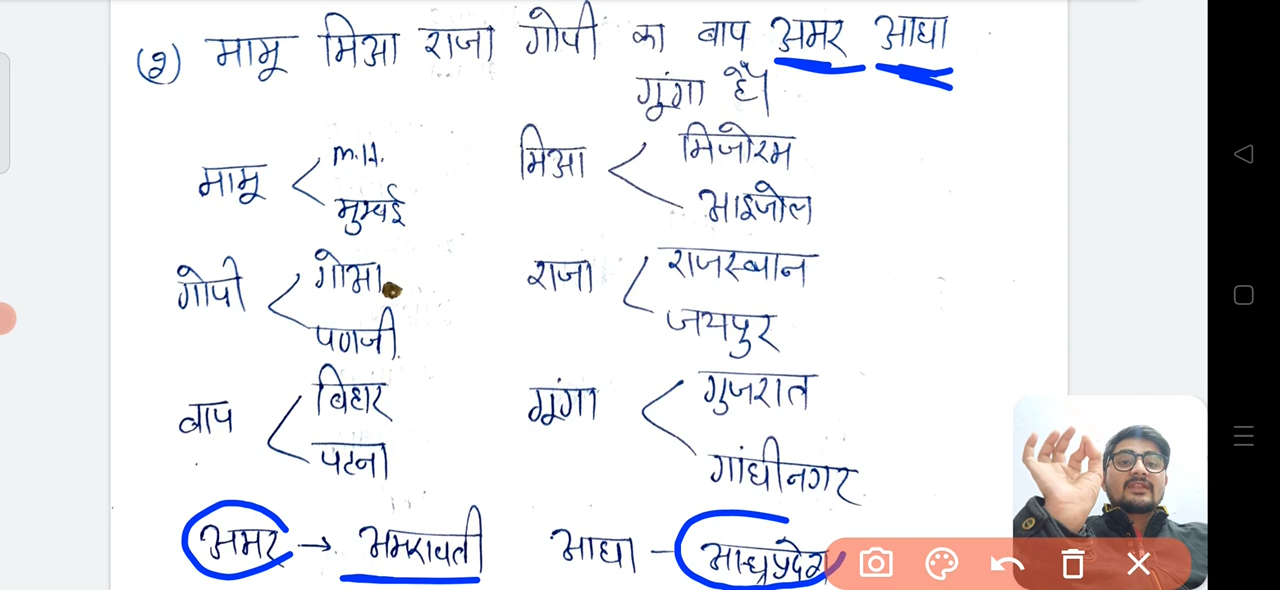 (2) मामू मिआ राजा गोपी का बाप अमर आधा
गूंगा है।
मामू < M.H.
मुम्बई
मिआ < मिजोरम
आइजोल
गोपी < गोआ
पणजी
राजा < राजस्थान
जयपुर
बाप < बिहार
पटना
गूंगा < गुजरात
गांधीनगर
अमर → अमरावती आधा - आन्ध्रप्रदेश